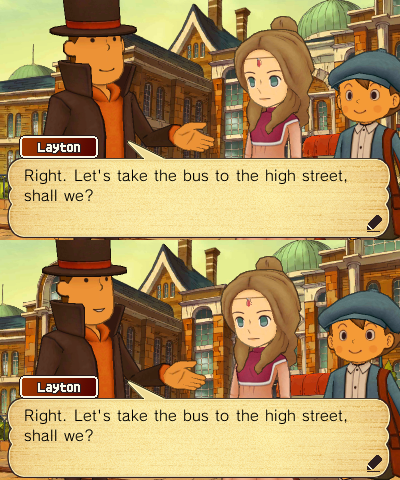 Layton
Right. Let's take the bus to the high street,
shall we?
Layton
Right. Let's take the bus to the high street,
shall we?